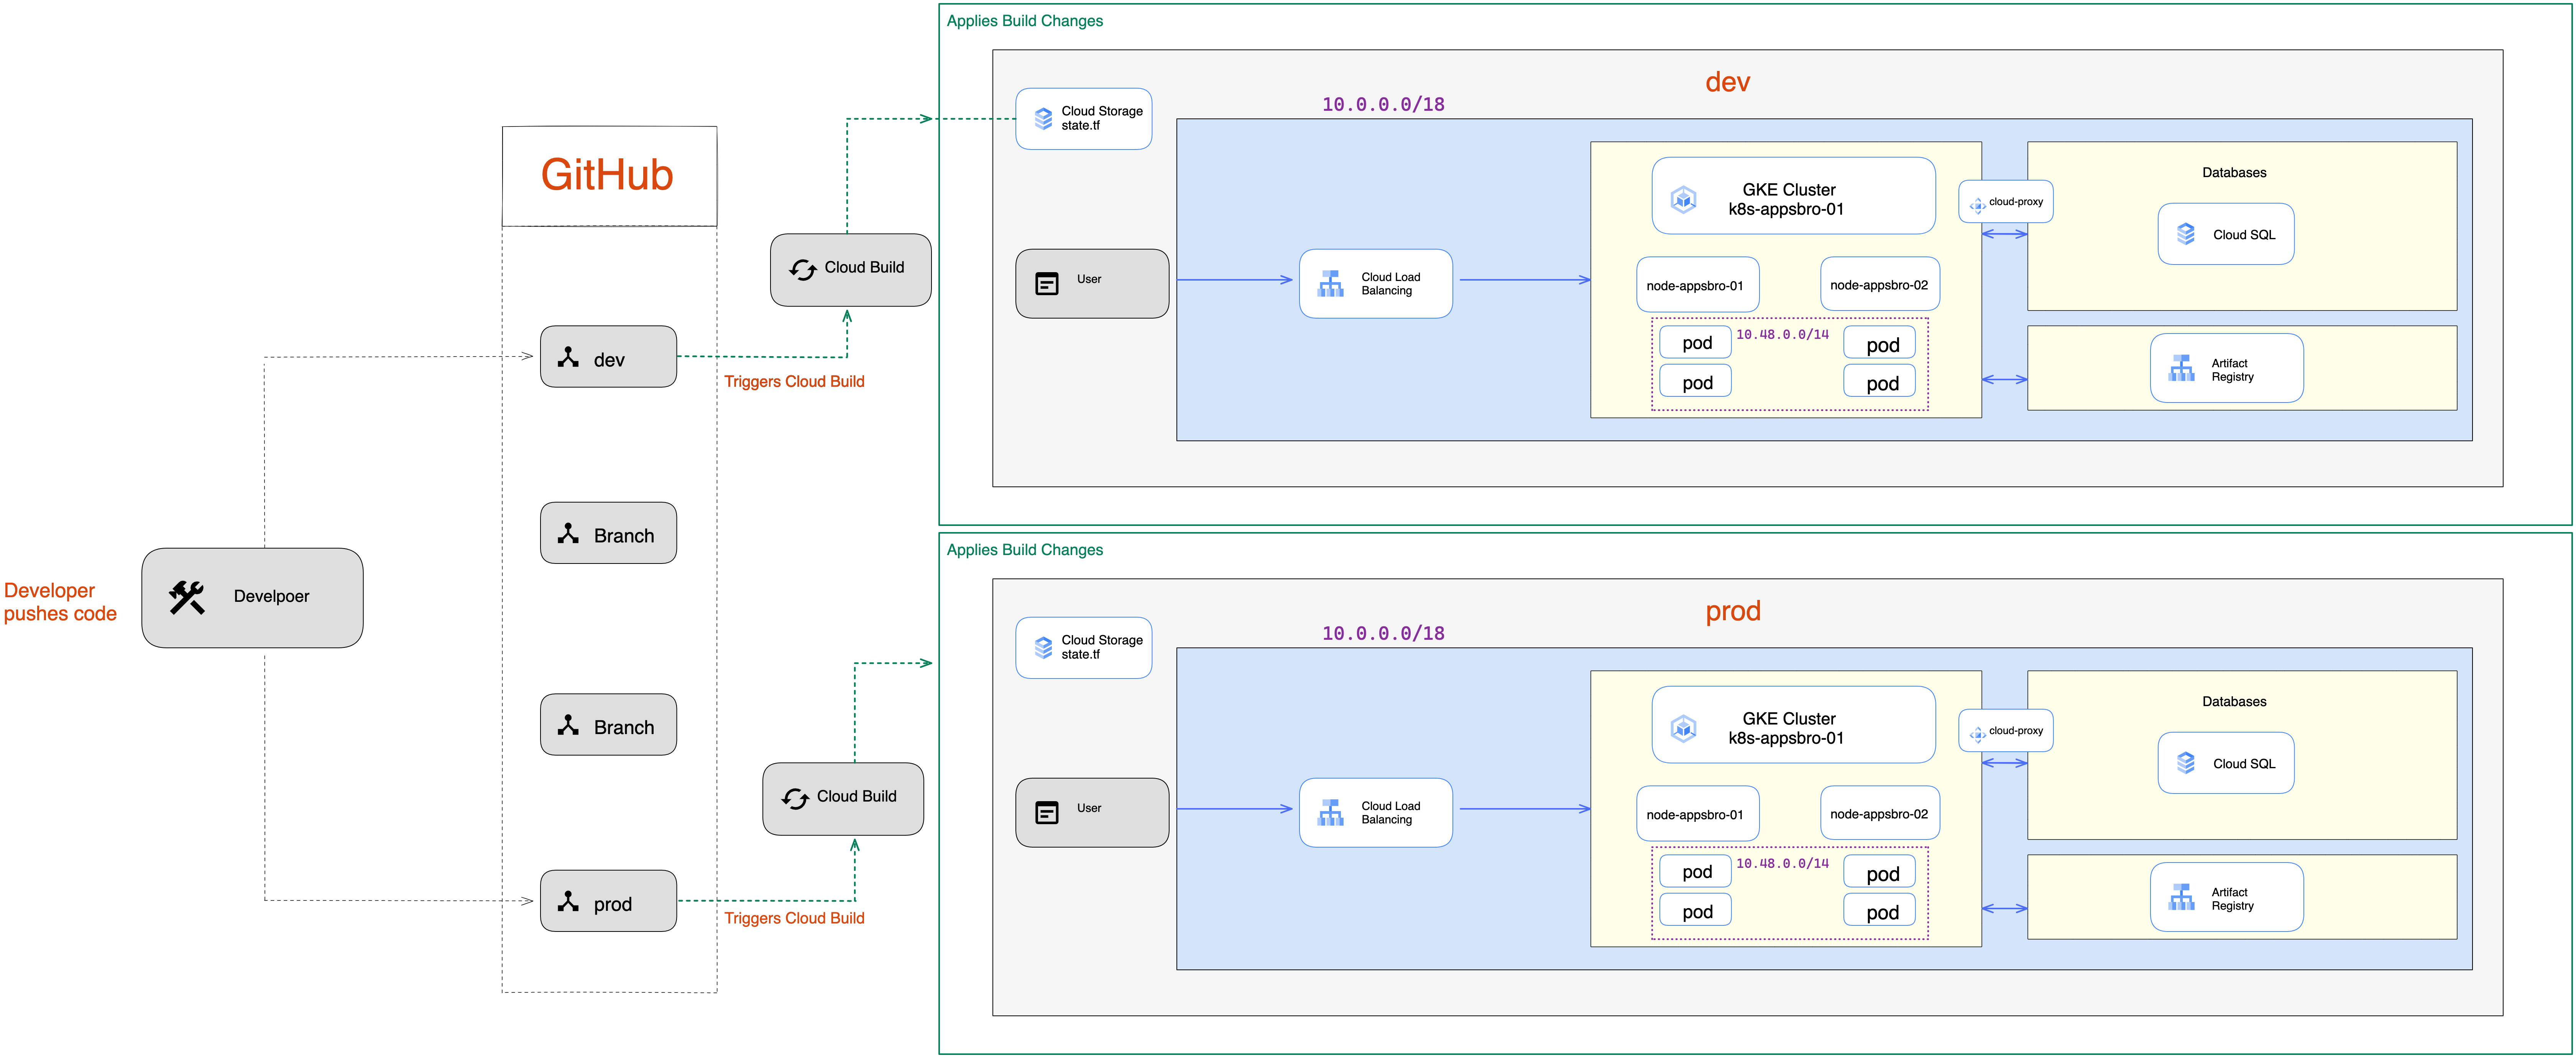 Developer
pushes code
Develpoer
GitHub
dev
Branch
Branch
prod
Triggers Cloud Build
Triggers Cloud Build
Cloud Build
Cloud Build
Applies Build Changes
dev
Cloud Storage
state.tf
10.0.0.0/18
User
Cloud Load
Balancing
GKE Cluster
k8s-appsbro-01
node-appsbro-01
node-appsbro-02
pod
10.48.0.0/14
pod
pod
pod
cloud-proxy
Databases
Cloud SQL
Artifact
Registry
Applies Build Changes
prod
Cloud Storage
state.tf
10.0.0.0/18
User
Cloud Load
Balancing
GKE Cluster
k8s-appsbro-01
node-appsbro-01
node-appsbro-02
pod
10.48.0.0/14
pod
pod
pod
cloud-proxy
Databases
Cloud SQL
Artifact
Registry